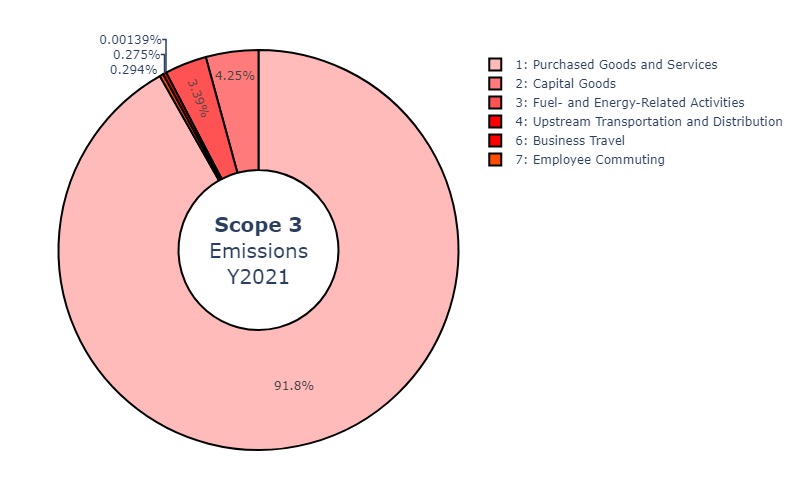 0.00139%
0.275%
0.294%
3.39%
4.25%
Scope 3
Emissions
Y2021
91.8%
1: Purchased Goods and Services
2: Capital Goods
3: Fuel- and Energy-Related Activities
4: Upstream Transportation and Distribution
6: Business Travel
7: Employee Commuting